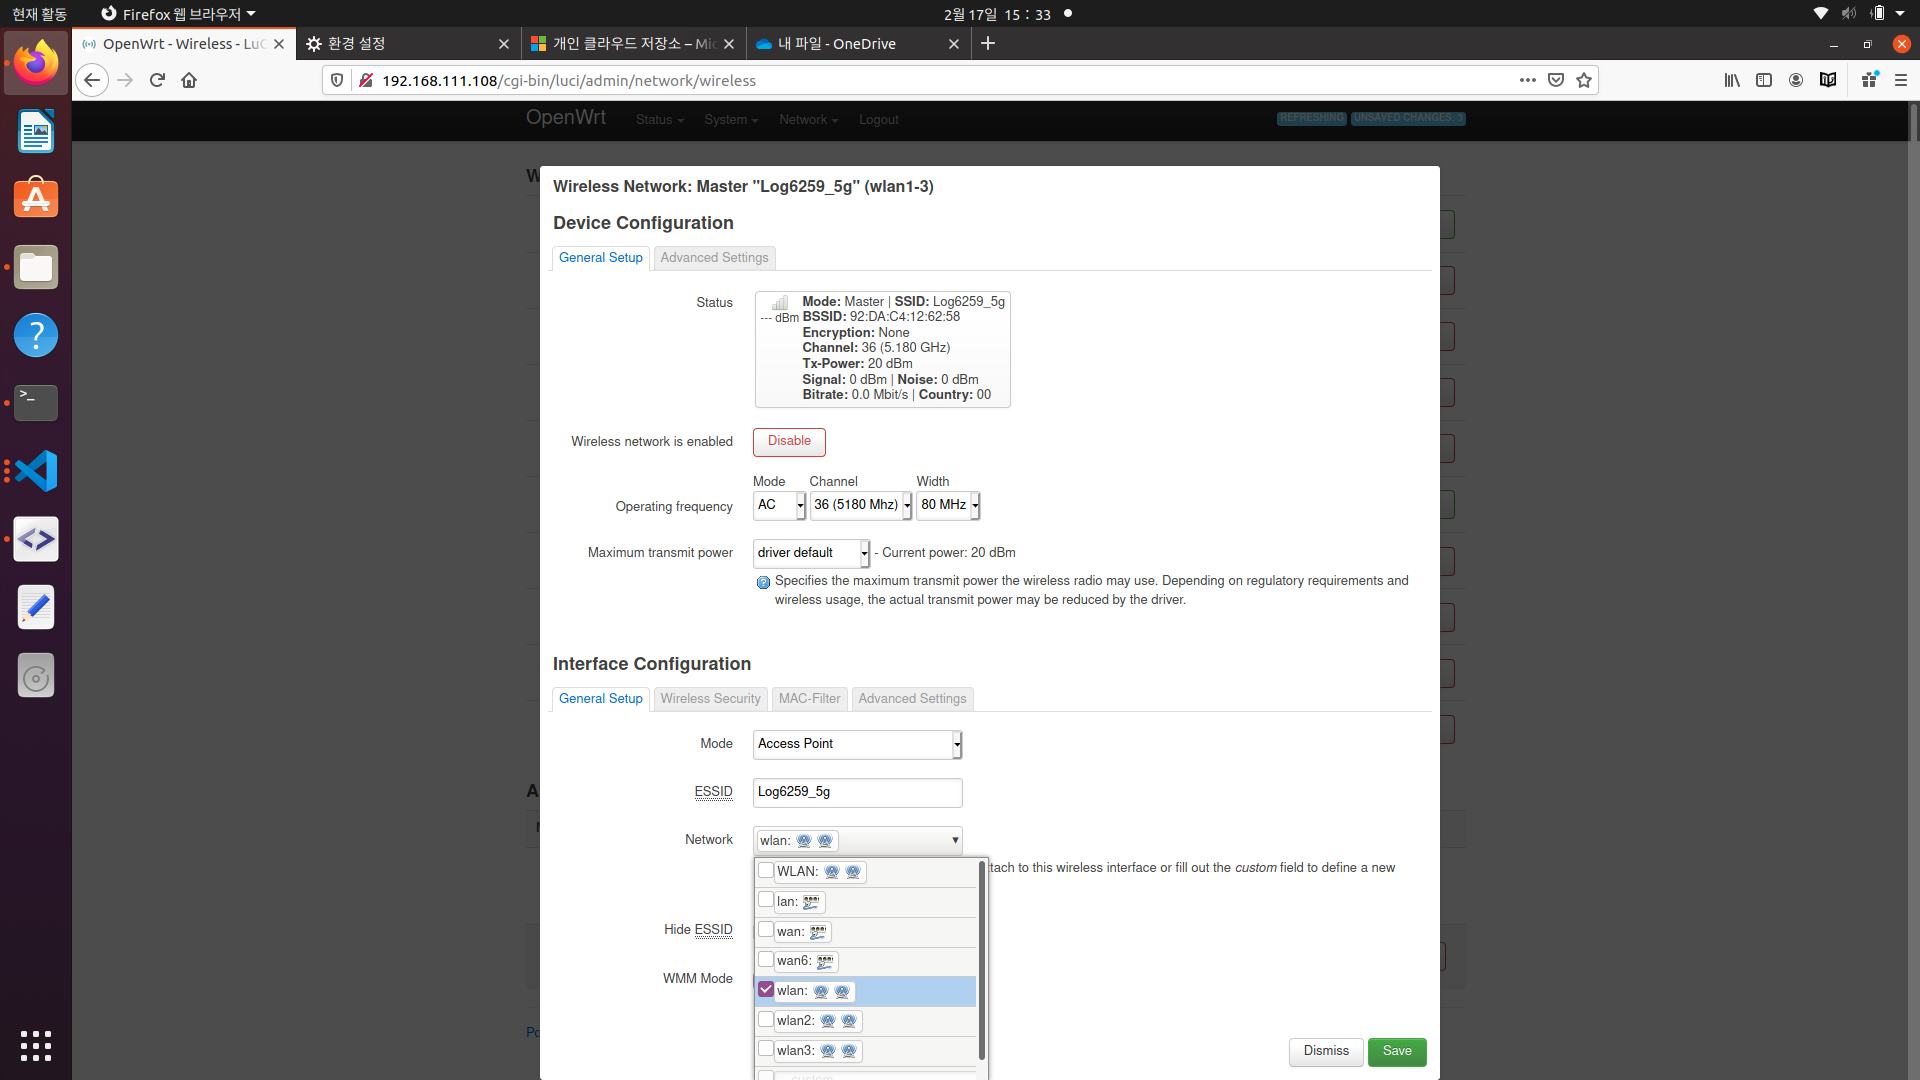 현재 활동
Firefox 웹 브라우저
2월 17일 15 : 33
OpenWrt - Wireless - LuC
환경 설정
개인 클라우드 저장소 – Mic
내 파일 - OneDrive
192.168.111.108/cgi-bin/luci/admin/network/wireless
OpenWrt
Status
System
Network
Logout
REFRESHING
UNSAVED CHANGES: 3
Wireless Network: Master "Log6259_5g" (wlan1-3)
Device Configuration
General Setup
Advanced Settings
Status
--- dBm
Mode: Master | SSID: Log6259_5g
BSSID: 92:DA:C4:12:62:58
Encryption: None
Channel: 36 (5.180 GHz)
Tx-Power: 20 dBm
Signal: 0 dBm | Noise: 0 dBm
Bitrate: 0.0 Mbit/s | Country: 00
Wireless network is enabled
Disable
Mode Channel Width
Operating frequency
AC
36 (5180 Mhz)
80 MHz
Maximum transmit power
driver default
- Current power: 20 dBm
Specifies the maximum transmit power the wireless radio may use. Depending on regulatory requirements and
wireless usage, the actual transmit power may be reduced by the driver.
Interface Configuration
General Setup
Wireless Security
MAC-Filter
Advanced Settings
Mode
Access Point
ESSID
Log6259_5g
Network
wlan:
WLAN:
tach to this wireless interface or fill out the custom field to define a new
lan:
Hide ESSID
wan:
wan6:
WMM Mode
wlan:
wlan2:
wlan3:
custom
Dismiss
Save